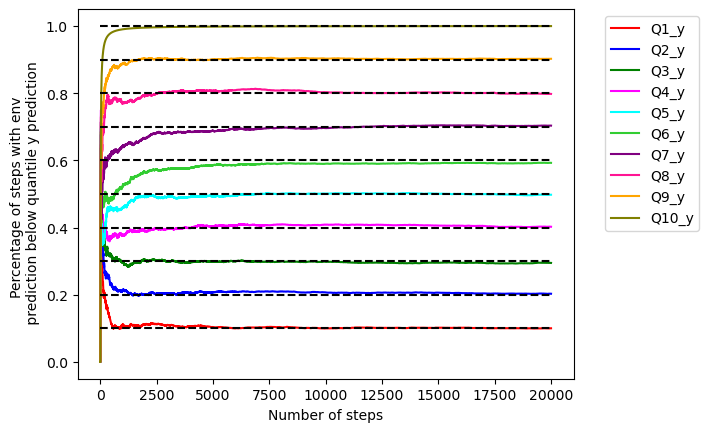 Percentage of steps with env
prediction below quantile y prediction
1.0
0.8
0.6
0.4
0.2
0.0
0
2500
5000
7500
10000
12500
15000
17500
20000
Number of steps
Q1_y
Q2_y
Q3_y
Q4_y
Q5_y
Q6_y
Q7_y
Q8_y
Q9_y
Q10_y